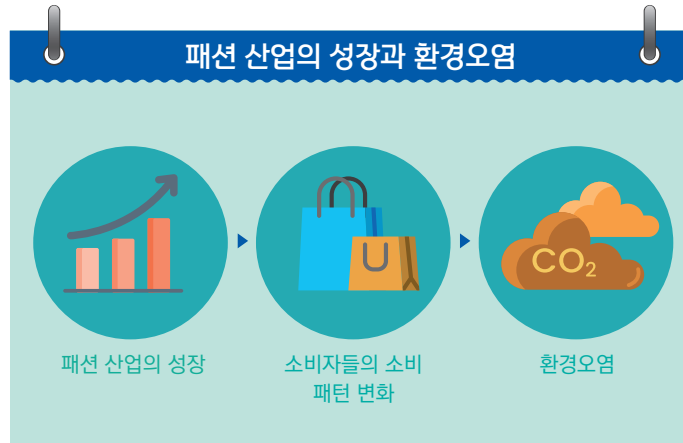 패션 산업의 성장과 환경오염
CO₂
패션 산업의 성장
소비자들의 소비
패턴 변화
환경오염